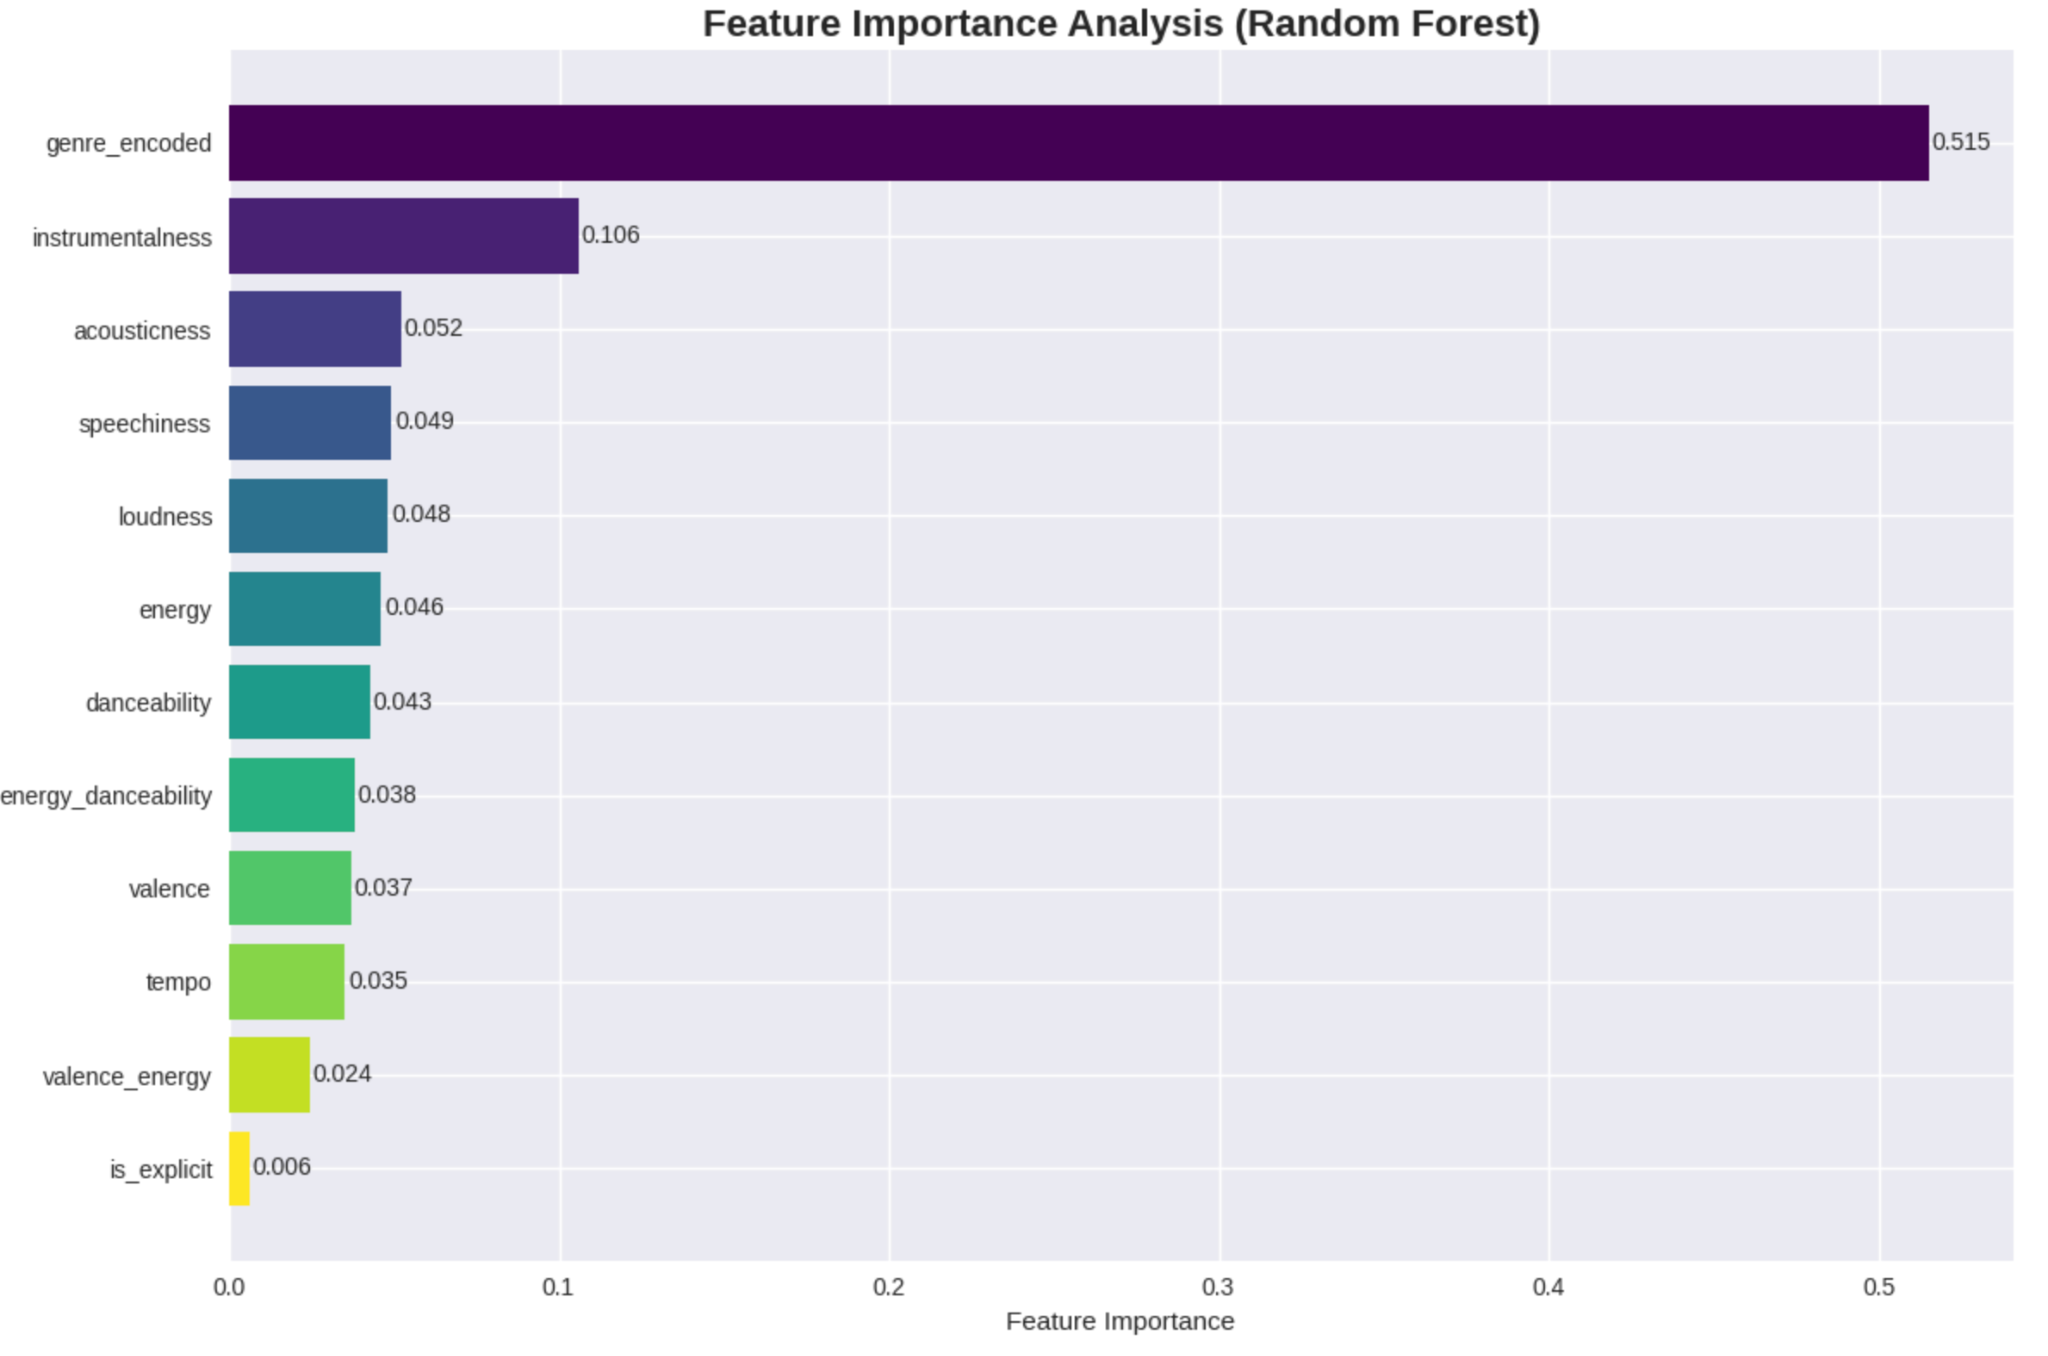 Feature Importance Analysis (Random Forest)
genre_encoded 0.515
instrumentalness 0.106
acousticness 0.052
speechiness 0.049
loudness 0.048
energy 0.046
danceability 0.043
energy_danceability 0.038
valence 0.037
tempo 0.035
valence_energy 0.024
is_explicit 0.006
0.0 0.1 0.2 0.3 0.4 0.5
Feature Importance